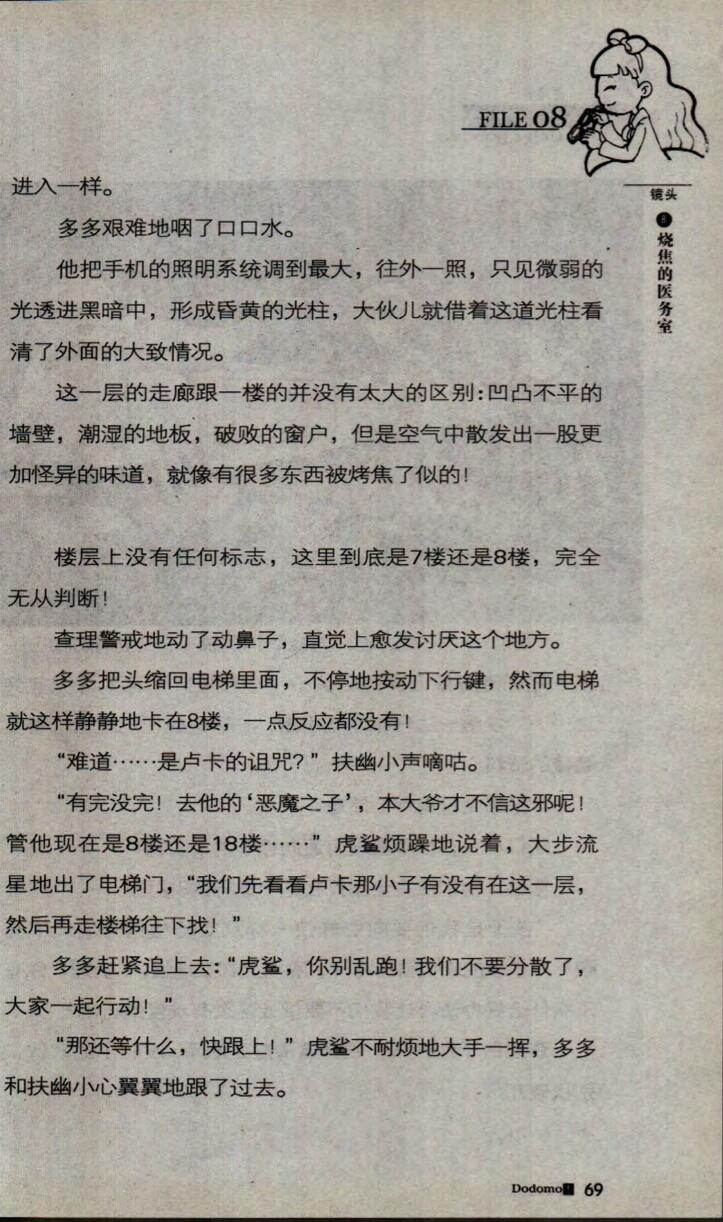 FILE 08
镜头
8
烧焦的医务室
进入一样。
多多艰难地咽了口口水。
他把手机的照明系统调到最大，往外一照，只见微弱的
光透进黑暗中，形成昏黄的光柱，大伙儿就借着这道光柱看
清了外面的大致情况。
这一层的走廊跟一楼的并没有太大的区别：凹凸不平的
墙壁，潮湿的地板，破败的窗户，但是空气中散发出一股更
加怪异的味道，就像有很多东西被烤焦了似的！
楼层上没有任何标志，这里到底是7楼还是8楼，完全
无从判断！
查理警戒地动了动鼻子，直觉上愈发讨厌这个地方。
多多把头缩回电梯里面，不停地按动下行键，然而电梯
就这样静静地卡在8楼，一点反应都没有！
“难道……是卢卡的诅咒？”扶幽小声嘀咕。
“有完没完！去他的‘恶魔之子’，本大爷才不信这邪呢！
管他现在是8楼还是18楼……”虎鲨烦躁地说着，大步流
星地出了电梯门，“我们先看看卢卡那小子有没有在这一层，
然后再走楼梯往下找！”
多多赶紧追上去：“虎鲨，你别乱跑！我们不要分散了，
大家一起行动！”
“那还等什么，快跟上！”虎鲨不耐烦地大手一挥，多多
和扶幽小心翼翼地跟了过去。
Dodomo 69